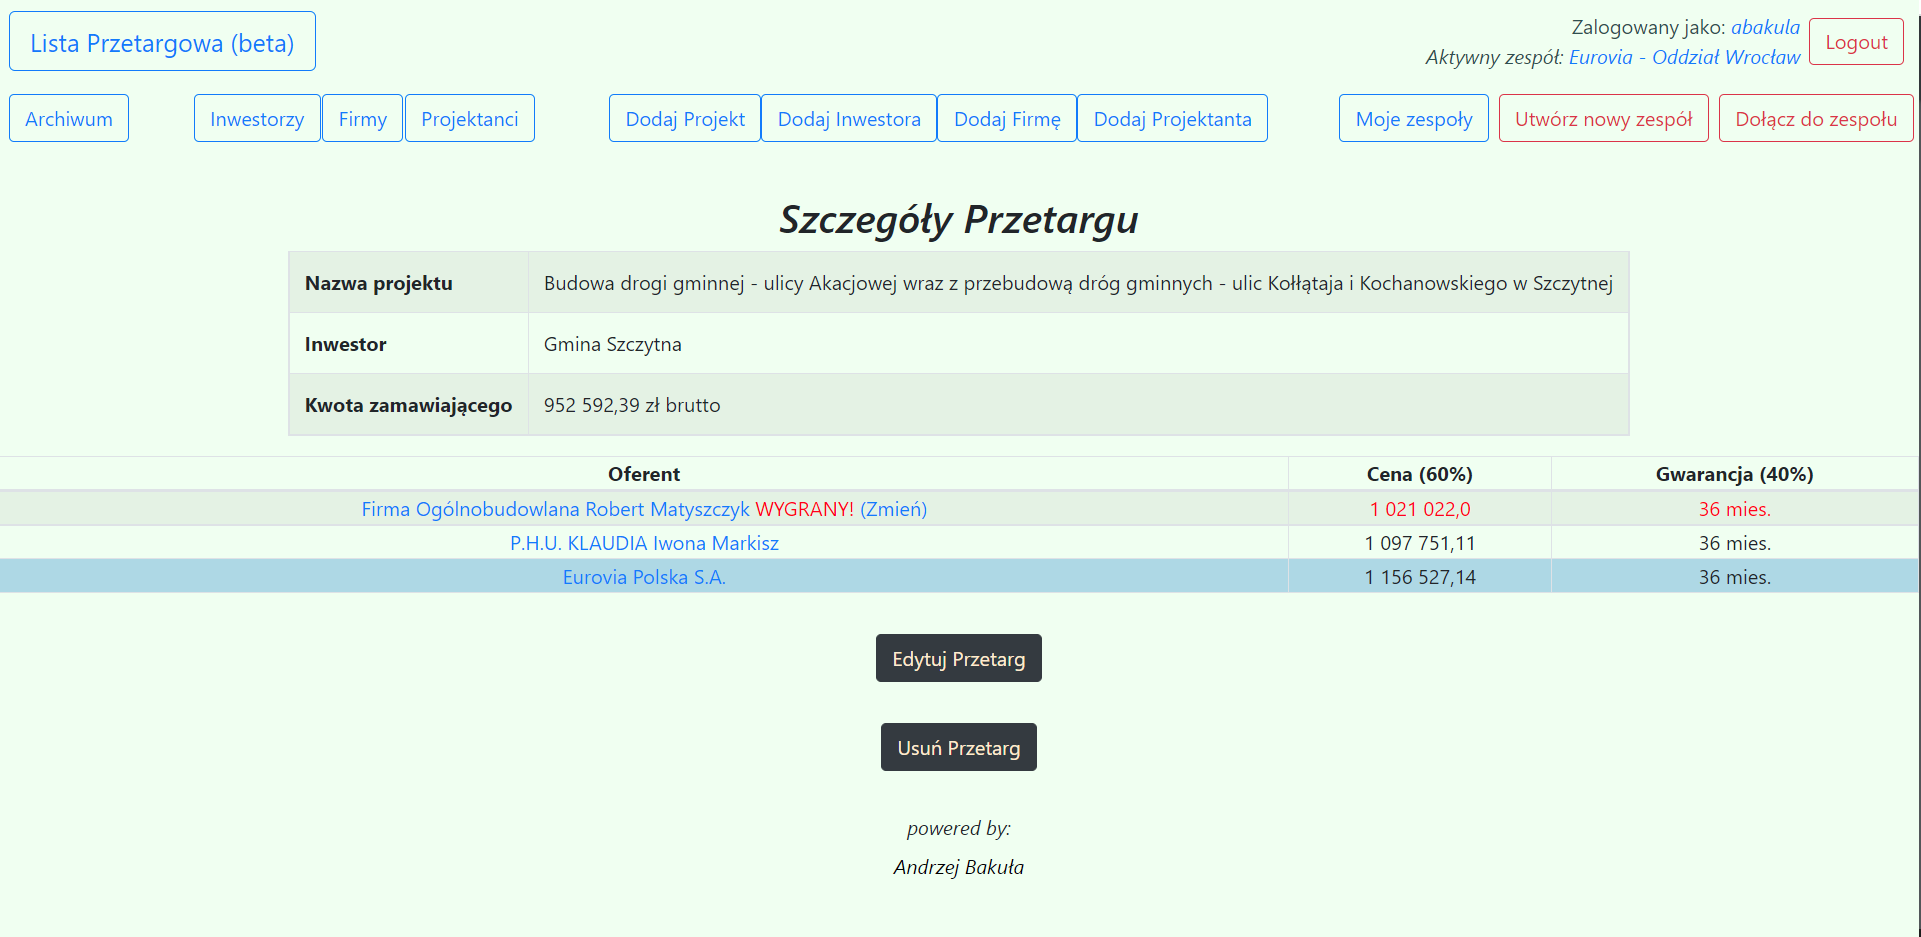 Lista Przetargowa (beta)
Zalogowany jako: abakula
Aktywny zespół: Eurovia - Oddział Wrocław
Logout
Archiwum Inwestorzy Firmy Projektanci Dodaj Projekt Dodaj Inwestora Dodaj Firmę Dodaj Projektanta Moje zespoły Utwórz nowy zespół Dołącz do zespołu
Szczegóły Przetargu
Nazwa projektu Budowa drogi gminnej - ulicy Akacjowej wraz z przebudową dróg gminnych - ulic Kołłątaja i Kochanowskiego w Szczytnej
Inwestor Gmina Szczytna
Kwota zamawiającego 952 592,39 zł brutto
Oferent Cena (60%) Gwarancja (40%)
Firma Ogólnobudowlana Robert Matyszczyk WYGRANY! (Zmień) 1 021 022,0 36 mies.
P.H.U. KLAUDIA Iwona Markisz 1 097 751,11 36 mies.
Eurovia Polska S.A. 1 156 527,14 36 mies.
Edytuj Przetarg
Usuń Przetarg
powered by:
Andrzej Bakuła